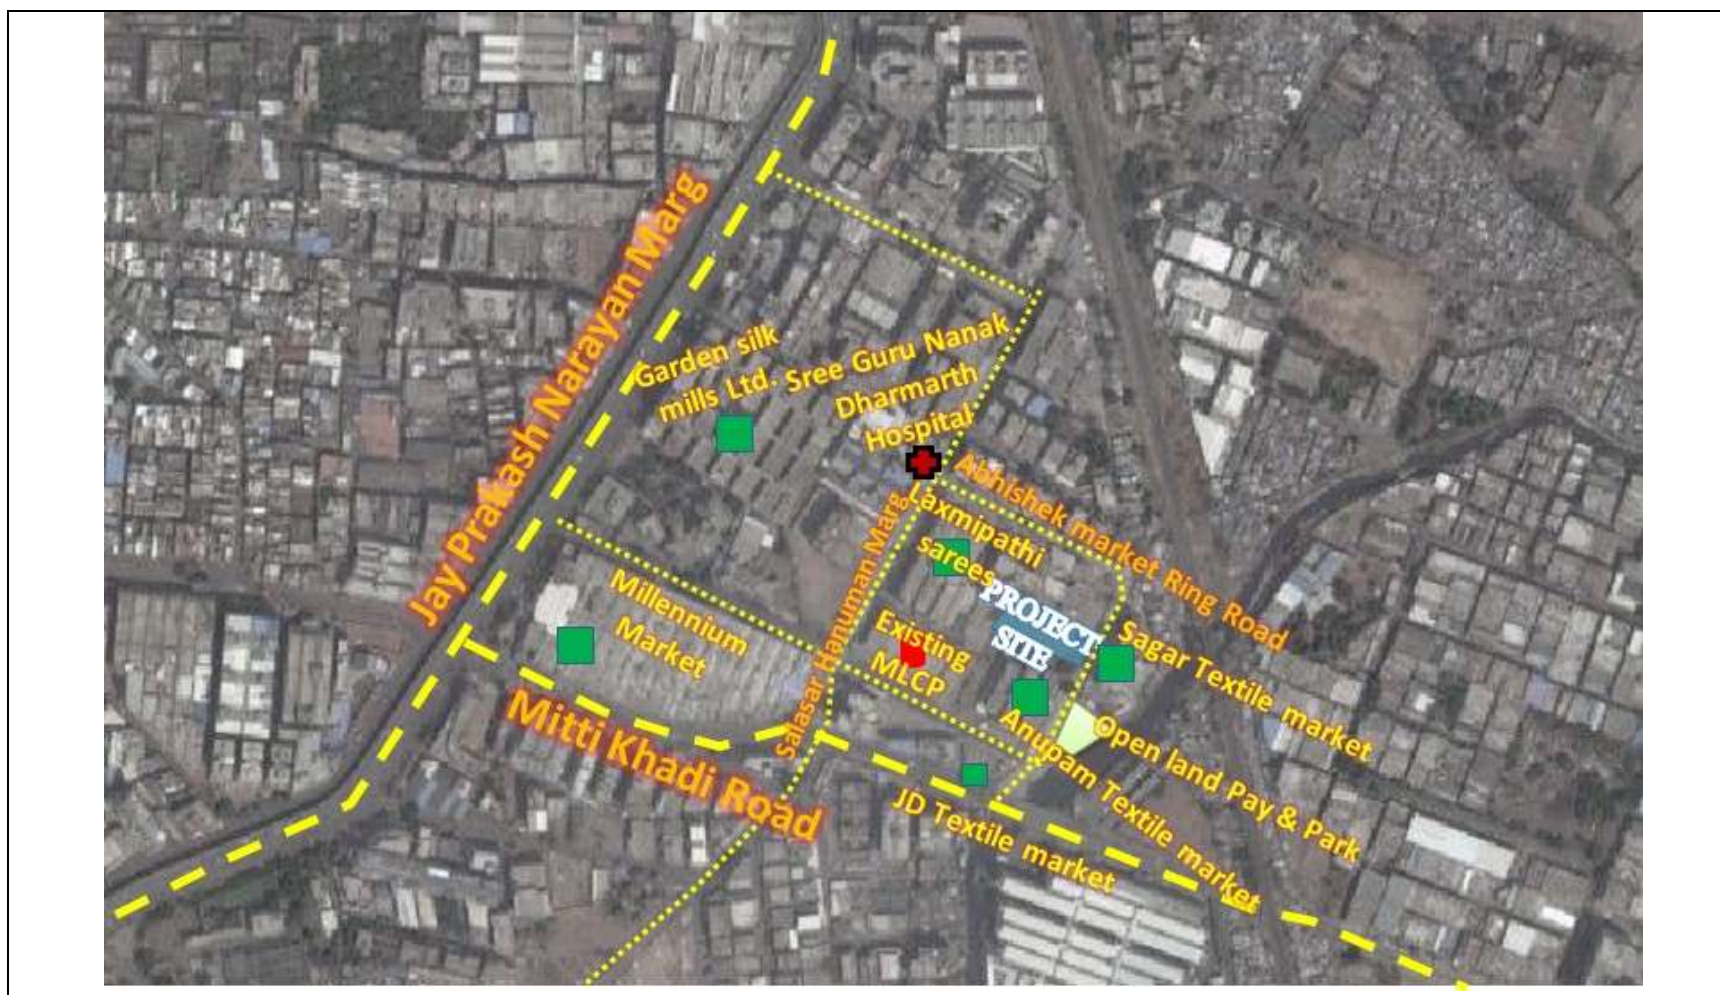 Jay Prakash Narayan Marg
Garden silk
mills Ltd.
Sree Guru Nanak
Dharmarth
Hospital
Abhishek market Ring Road
Laxmipathi
sarees
Salasar Hanuman Marg
PROJECT
SITE
Millennium
Market
Existing
MLCP
Sagar Textile market
Open land Pay & Park
Anupam Textile market
Mitti Khadi Road
JD Textile market